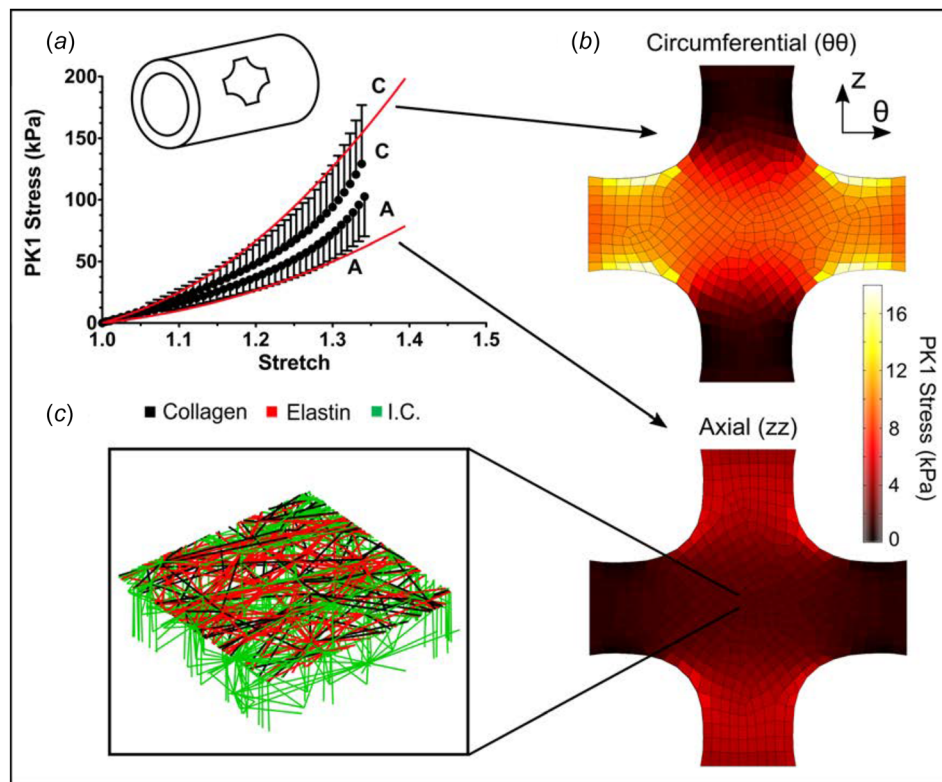 (a)
PK1 Stress (kPa)
200
150
100
50
0
1.0
1.1
1.2
1.3
1.4
1.5
Stretch
C
C
A
A
(b)
Circumferential (θθ)
Z
θ
16
12
8
4
0
PK1 Stress (kPa)
Axial (zz)
(c)
Collagen Elastin I.C.